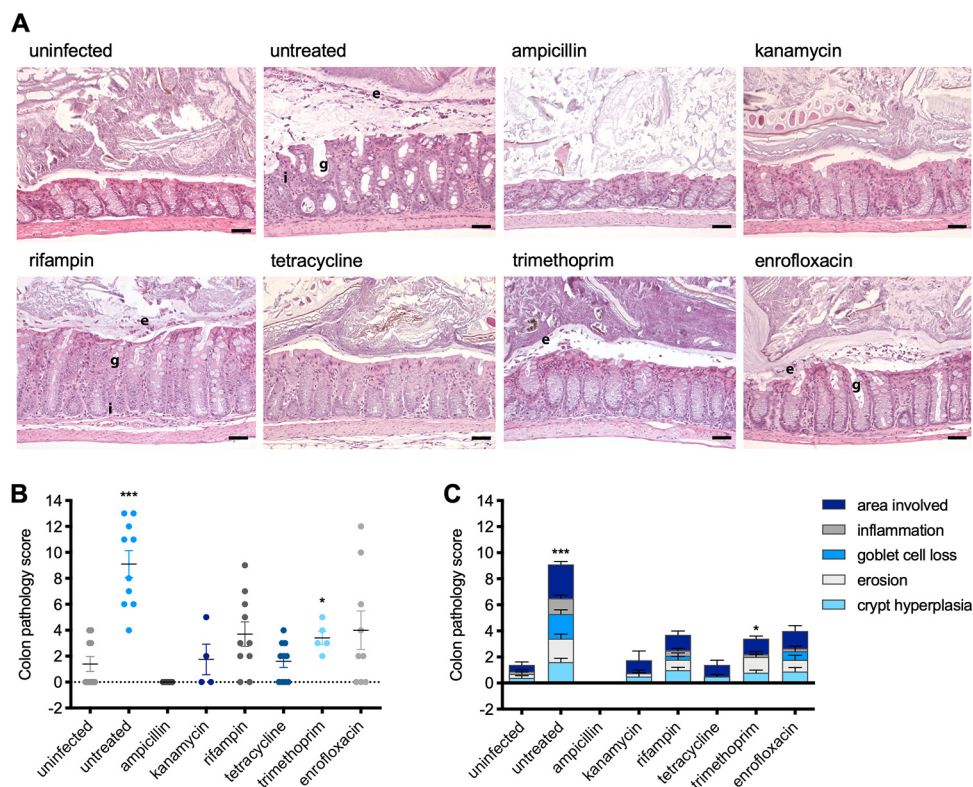 A
uninfected untreated ampicillin kanamycin
e
g
i
rifampin tetracycline trimethoprim enrofloxacin
e
g
i
e
e
g
B
Colon pathology score
14
12
10
8
6
4
2
0
-2
***
*
uninfected
untreated
ampicillin
kanamycin
rifampin
tetracycline
trimethoprim
enrofloxacin
C
Colon pathology score
14
12
10
8
6
4
2
0
-2
***
*
uninfected
untreated
ampicillin
kanamycin
rifampin
tetracycline
trimethoprim
enrofloxacin
area involved
inflammation
goblet cell loss
erosion
crypt hyperplasia